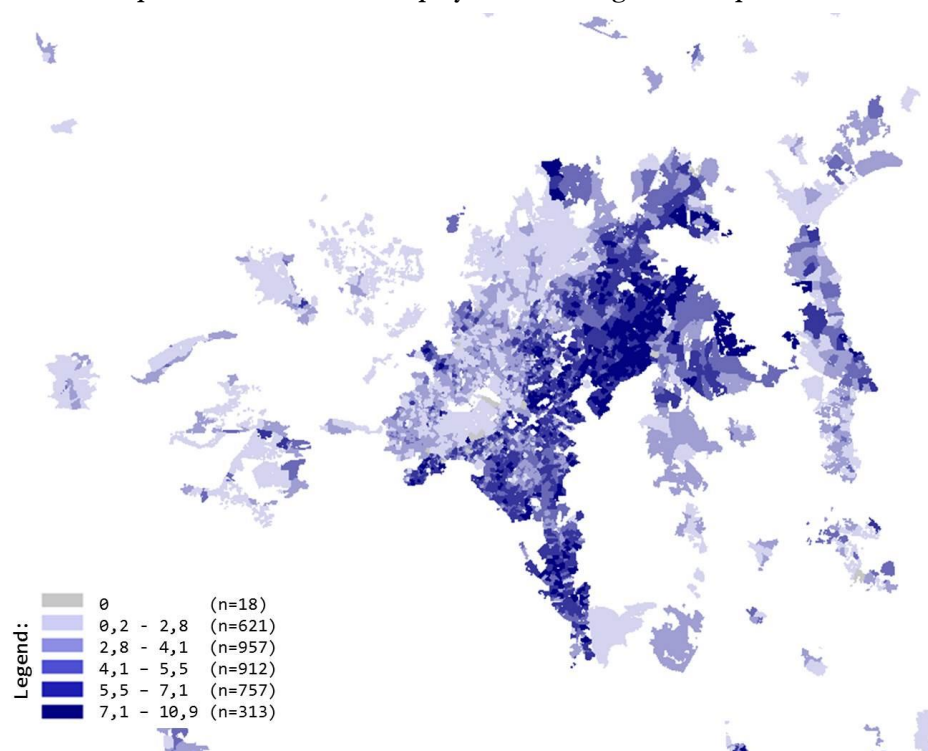 Legend:
0 (n=18)
0,2 - 2,8 (n=621)
2,8 - 4,1 (n=957)
4,1 - 5,5 (n=912)
5,5 - 7,1 (n=757)
7,1 - 10,9 (n=313)